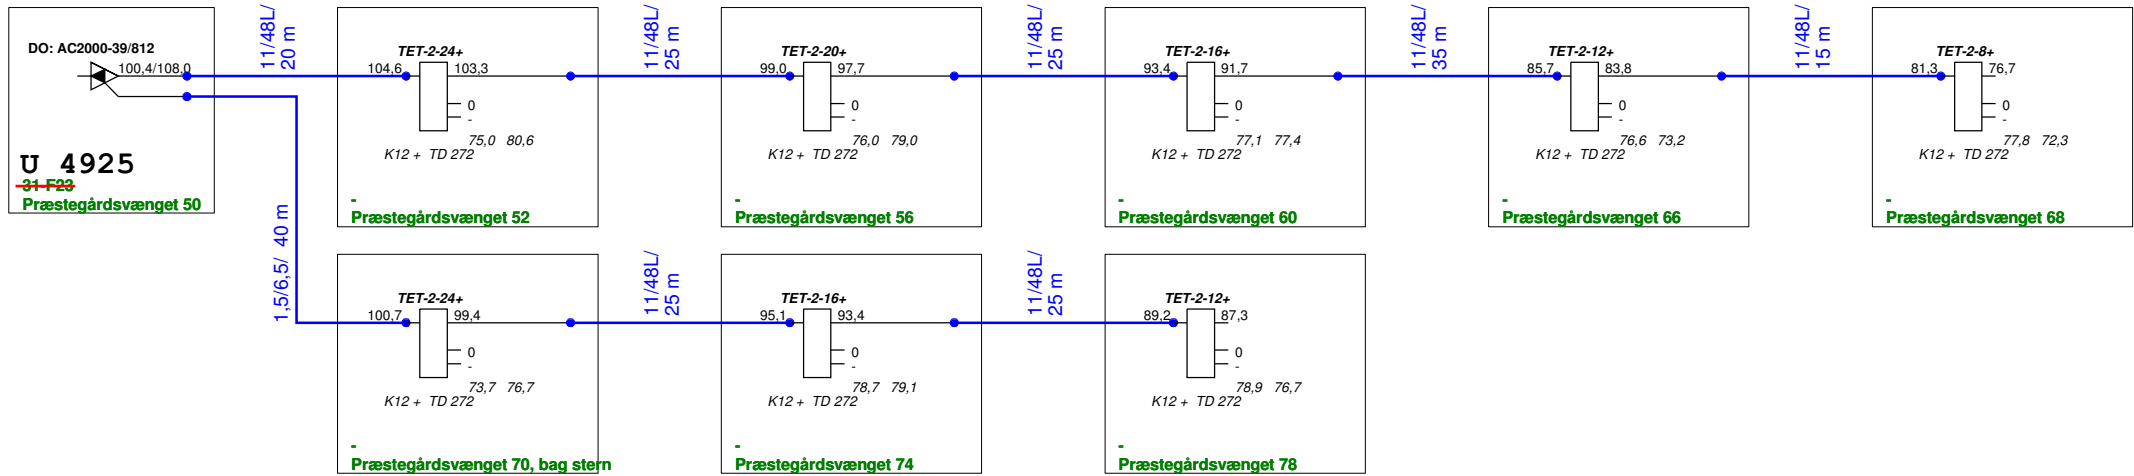 DO: AC2000-39/812
100,4/108,0
U 4925
31-F23
Præstegårdsvænget 50
11/48L/
20 m
TET-2-24+
104,6 103,3
0
-
75,0 80,6
K12 + TD 272
-
Præstegårdsvænget 52
11/48L/
25 m
TET-2-20+
99,0 97,7
0
-
76,0 79,0
K12 + TD 272
-
Præstegårdsvænget 56
11/48L/
25 m
TET-2-16+
93,4 91,7
0
-
77,1 77,4
K12 + TD 272
-
Præstegårdsvænget 60
11/48L/
35 m
TET-2-12+
85,7 83,8
0
-
76,6 73,2
K12 + TD 272
-
Præstegårdsvænget 66
11/48L/
15 m
TET-2-8+
81,3 76,7
0
-
77,8 72,3
K12 + TD 272
-
Præstegårdsvænget 68
1,5/6,5/ 40 m
TET-2-24+
100,7 99,4
0
-
73,7 76,7
K12 + TD 272
-
Præstegårdsvænget 70, bag stern
11/48L/
25 m
TET-2-16+
95,1 93,4
0
-
78,7 79,1
K12 + TD 272
-
Præstegårdsvænget 74
11/48L/
25 m
TET-2-12+
89,2 87,3
0
-
78,9 76,7
K12 + TD 272
-
Præstegårdsvænget 78